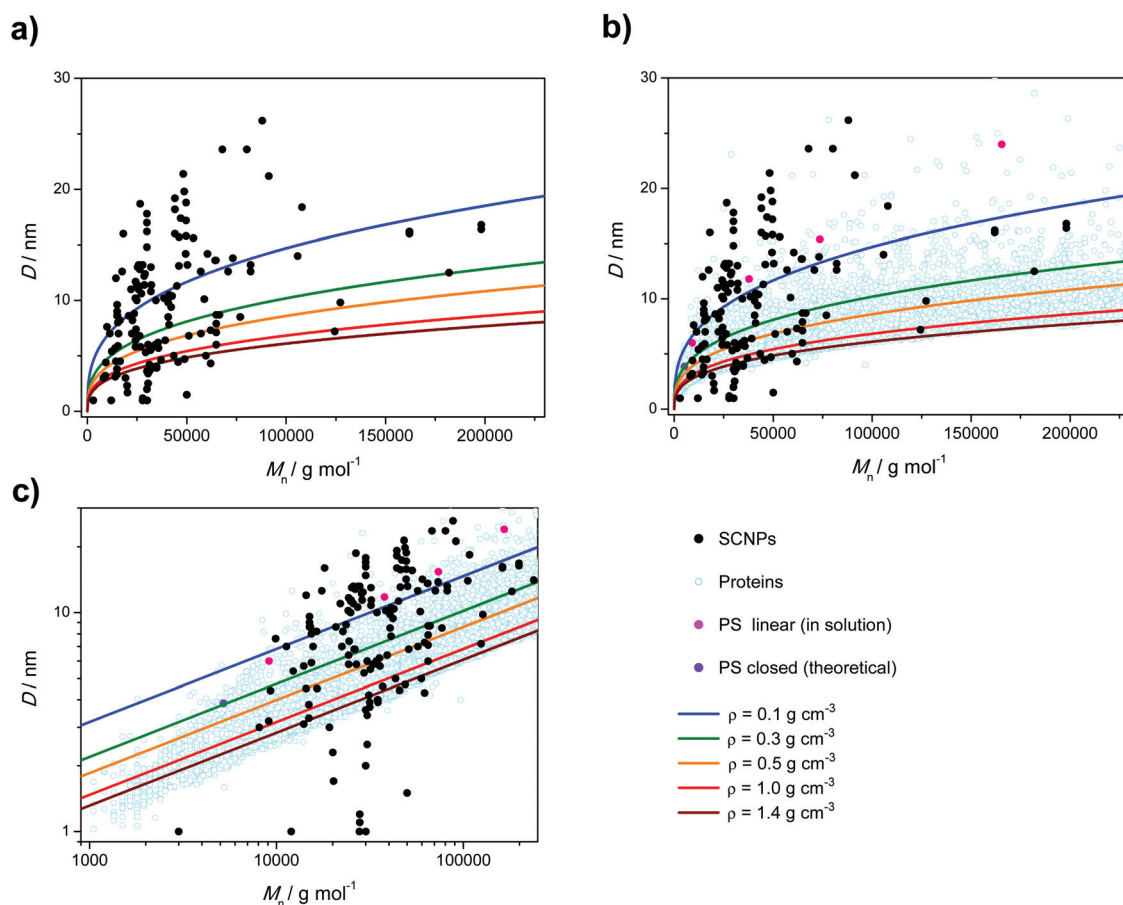 a)
30
20
10
0
D / nm
0
50000
100000
150000
200000
Mₙ / g mol⁻¹
b)
30
20
10
0
D / nm
0
50000
100000
150000
200000
Mₙ / g mol⁻¹
c)
10
1
D / nm
1000
10000
100000
Mₙ / g mol⁻¹
SCNPs
Proteins
PS linear (in solution)
PS closed (theoretical)
ρ = 0.1 g cm⁻³
ρ = 0.3 g cm⁻³
ρ = 0.5 g cm⁻³
ρ = 1.0 g cm⁻³
ρ = 1.4 g cm⁻³